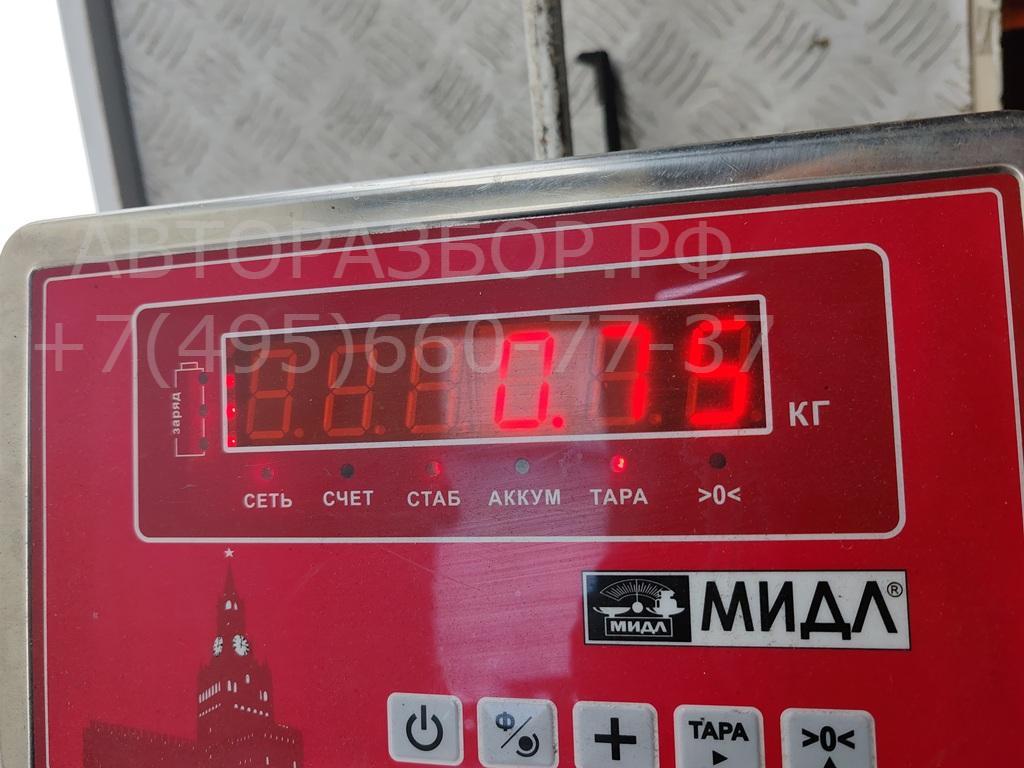 АВТОРАЗБОР.РФ
+7(495)660-77-37
заряд
0.75
КГ
СЕТЬ СЧЕТ СТАБ АККУМ ТАРА >0<
МИДЛ МИДЛ®
Ф
ТАРА
>0<